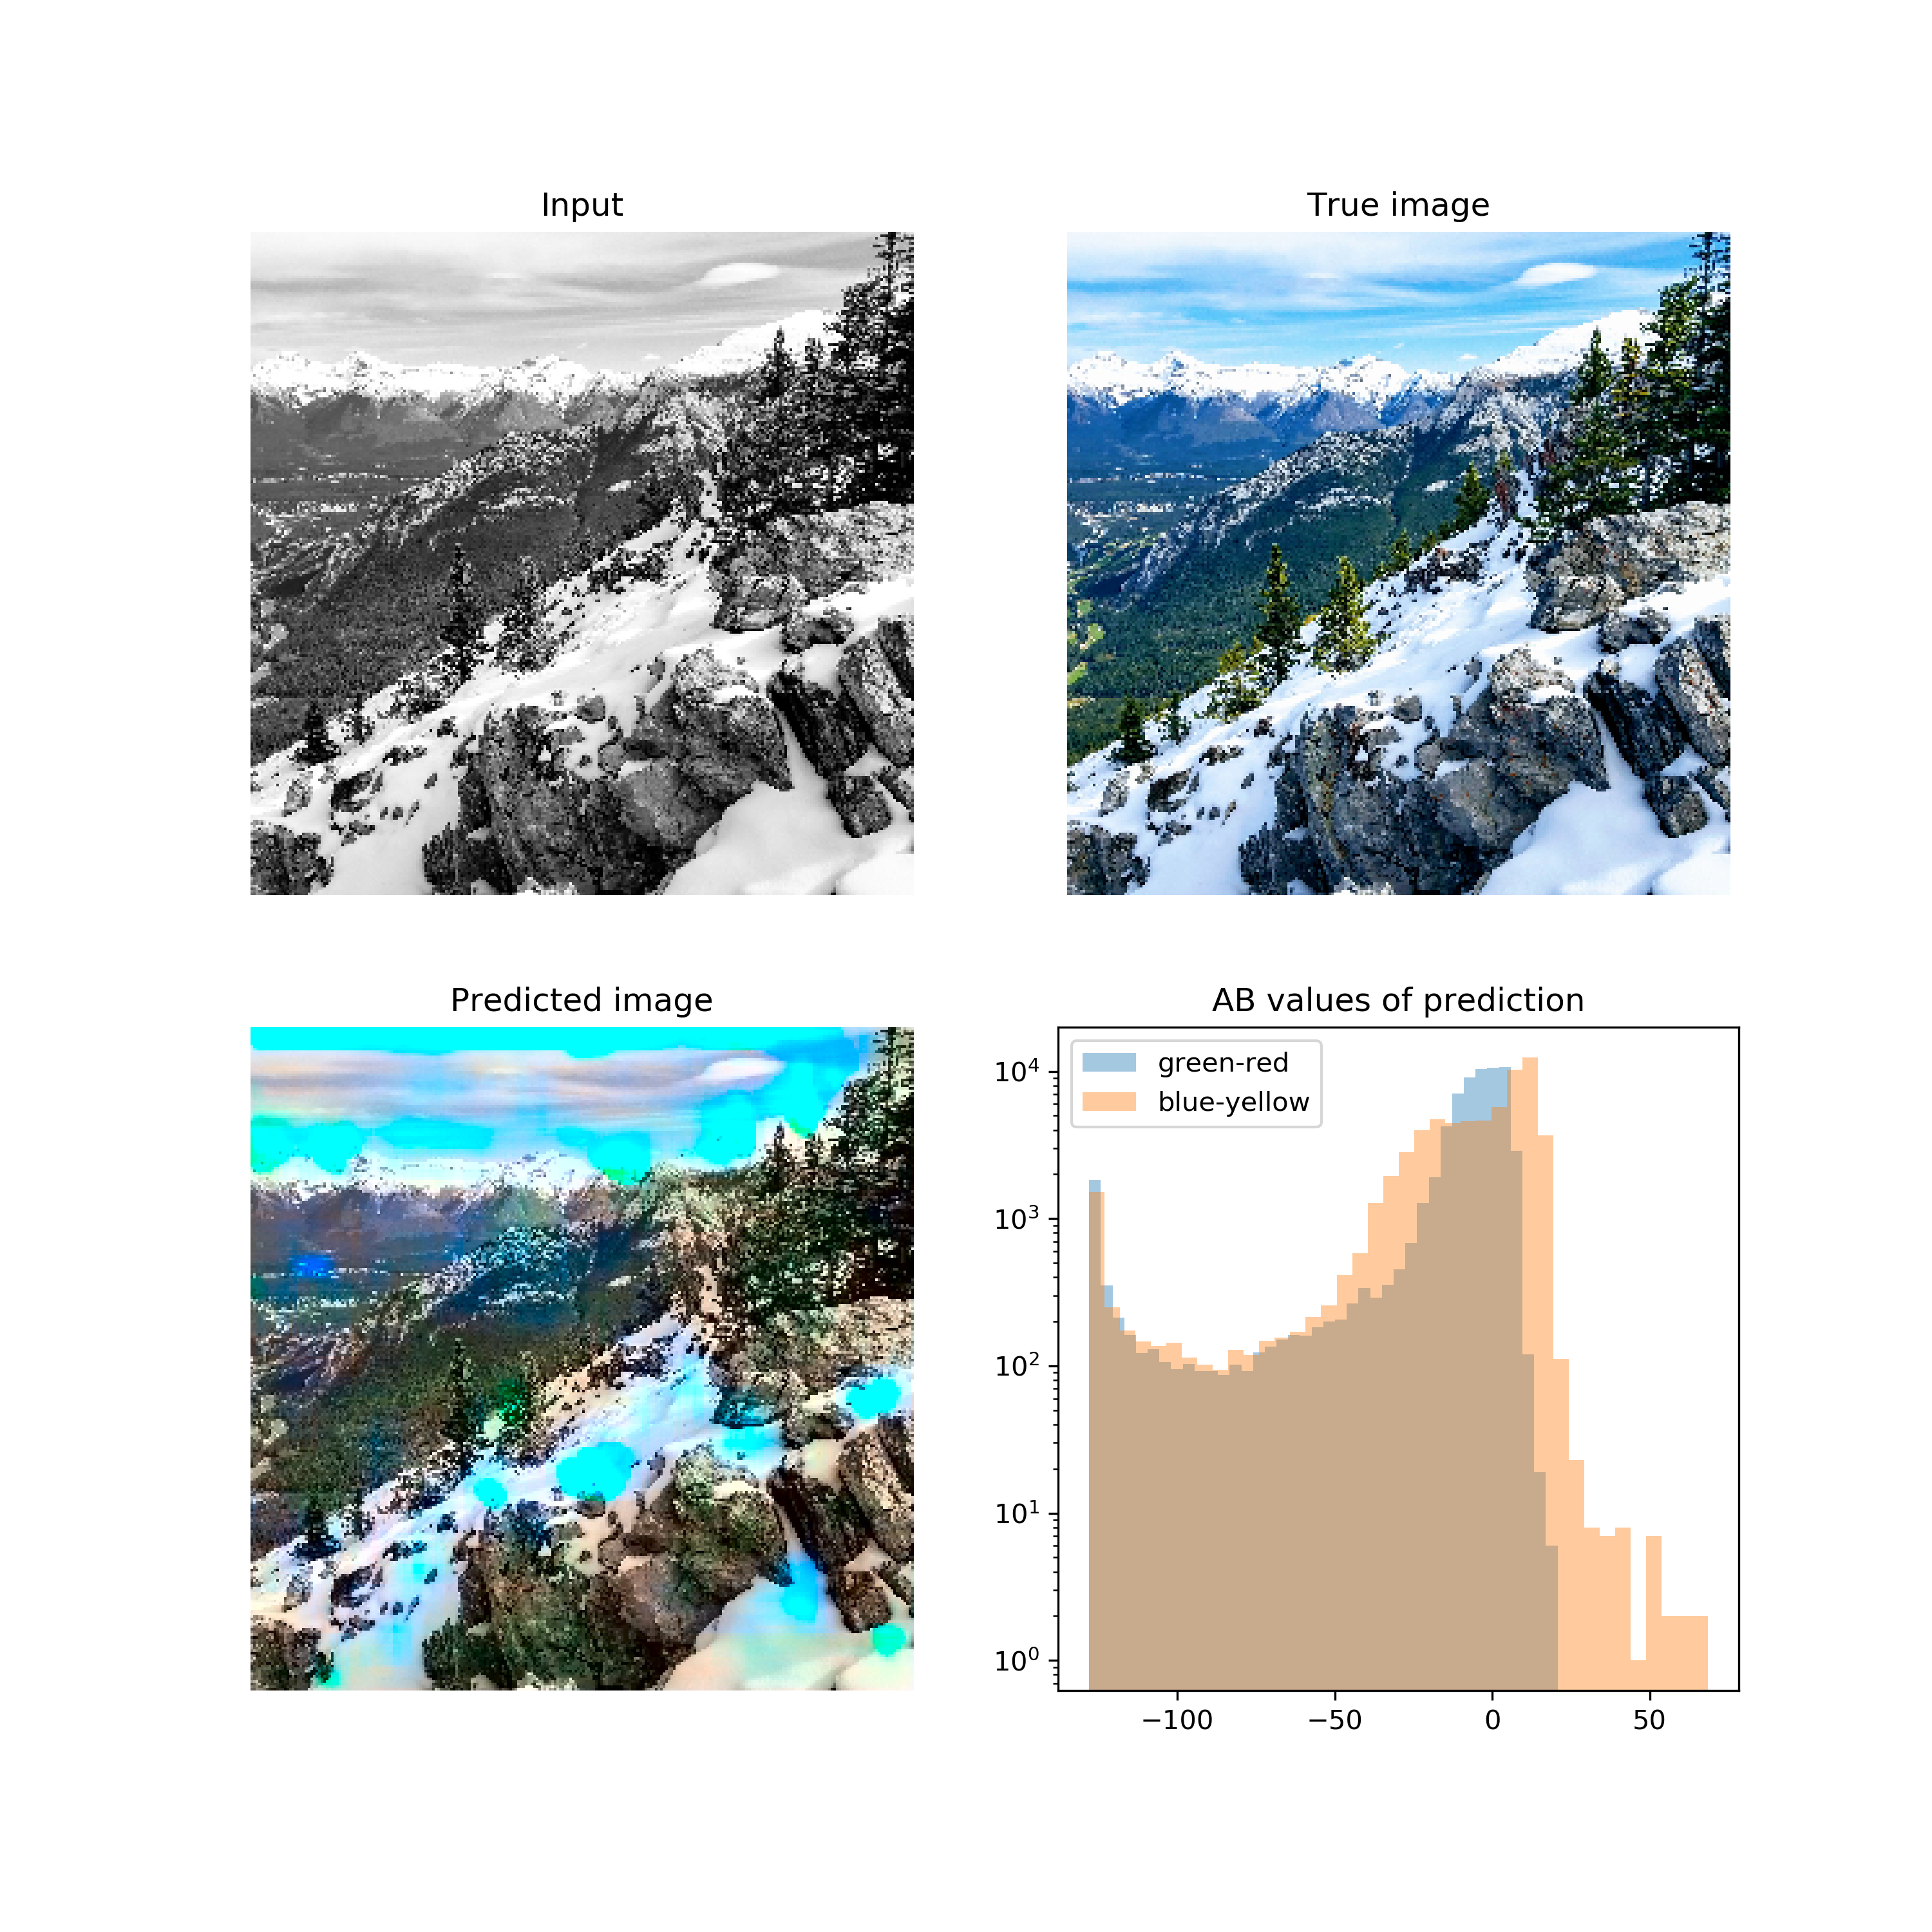 Input
True image
Predicted image
AB values of prediction
green-red
blue-yellow
10⁴
10³
10²
10¹
10⁰
−100
−50
0
50